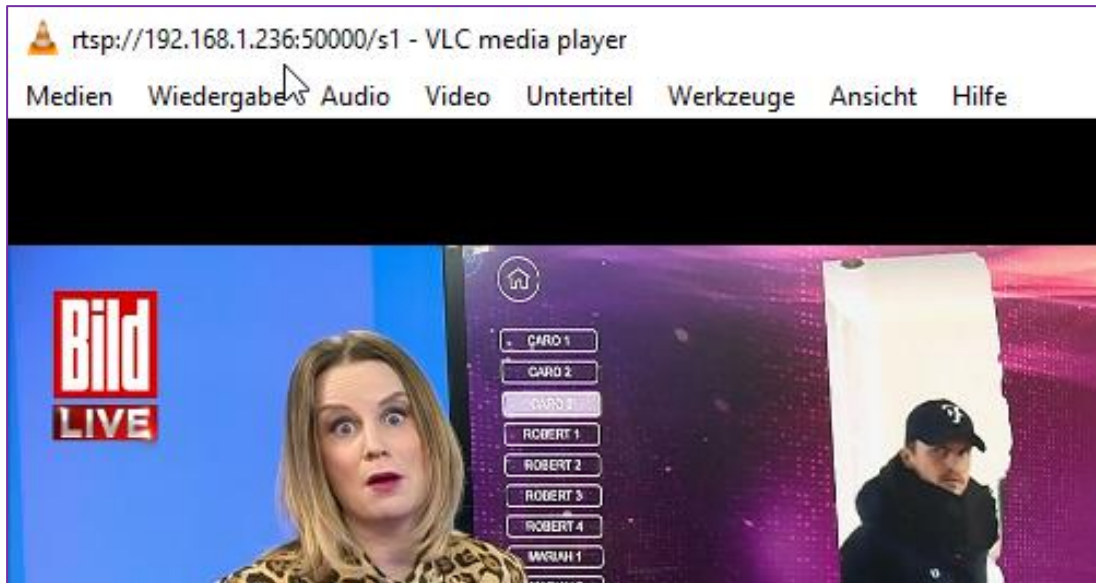 rtsp://192.168.1.236:50000/s1 - VLC media player
Medien Wiedergabe Audio Video Untertitel Werkzeuge Ansicht Hilfe
Bild
LIVE
CARO 1
CARO 2
CARO 3
ROBERT 1
ROBERT 2
ROBERT 3
ROBERT 4
MARIAH 1